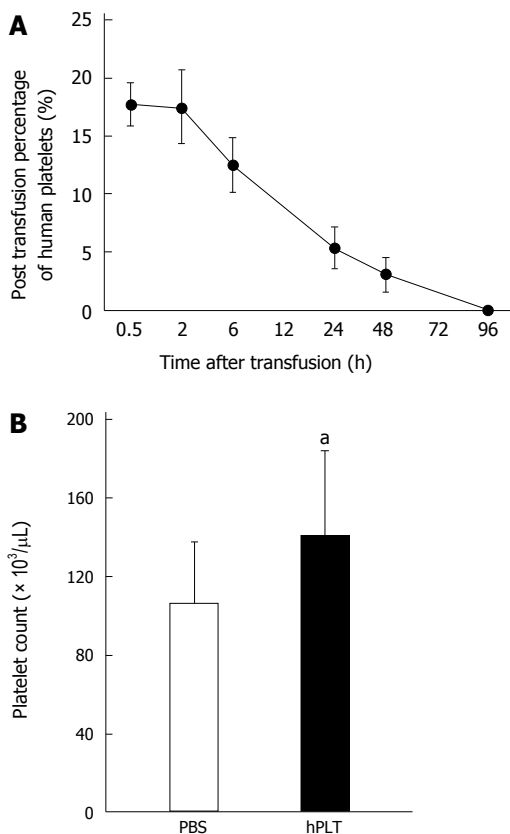 A
Post transfusion percentage
of human platelets (%)
25
20
15
10
5
0
0.5 2 6 12 24 48 72 96
Time after transfusion (h)
B
Platelet count (× 10³/μL)
200
160
120
80
40
0
a
PBS hPLT